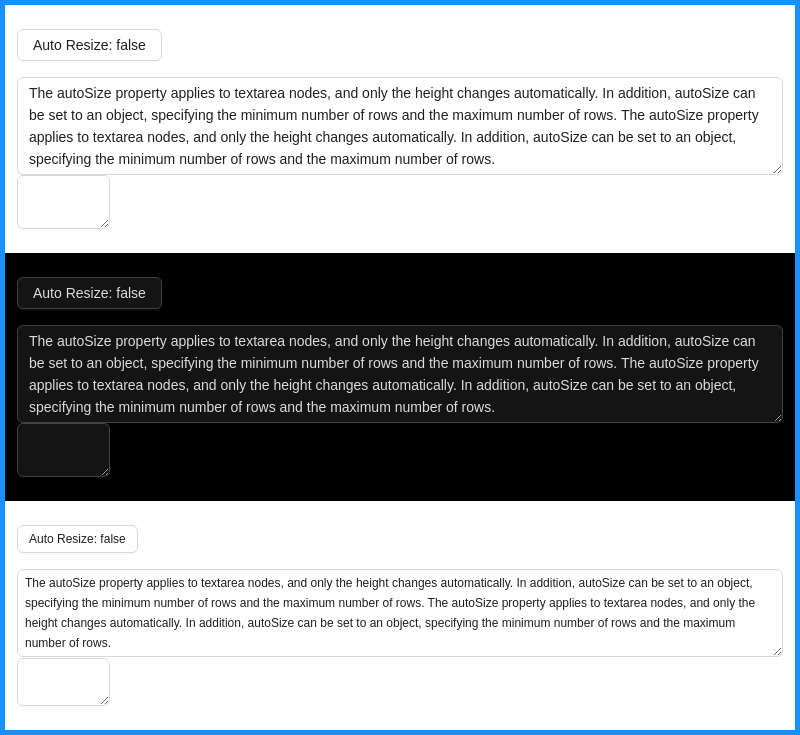 Auto Resize: false
The autoSize property applies to textarea nodes, and only the height changes automatically. In addition, autoSize can
be set to an object, specifying the minimum number of rows and the maximum number of rows. The autoSize property
applies to textarea nodes, and only the height changes automatically. In addition, autoSize can be set to an object,
specifying the minimum number of rows and the maximum number of rows.
Auto Resize: false
The autoSize property applies to textarea nodes, and only the height changes automatically. In addition, autoSize can
be set to an object, specifying the minimum number of rows and the maximum number of rows. The autoSize property
applies to textarea nodes, and only the height changes automatically. In addition, autoSize can be set to an object,
specifying the minimum number of rows and the maximum number of rows.
Auto Resize: false
The autoSize property applies to textarea nodes, and only the height changes automatically. In addition, autoSize can be set to an object,
specifying the minimum number of rows and the maximum number of rows. The autoSize property applies to textarea nodes, and only the
height changes automatically. In addition, autoSize can be set to an object, specifying the minimum number of rows and the maximum
number of rows.